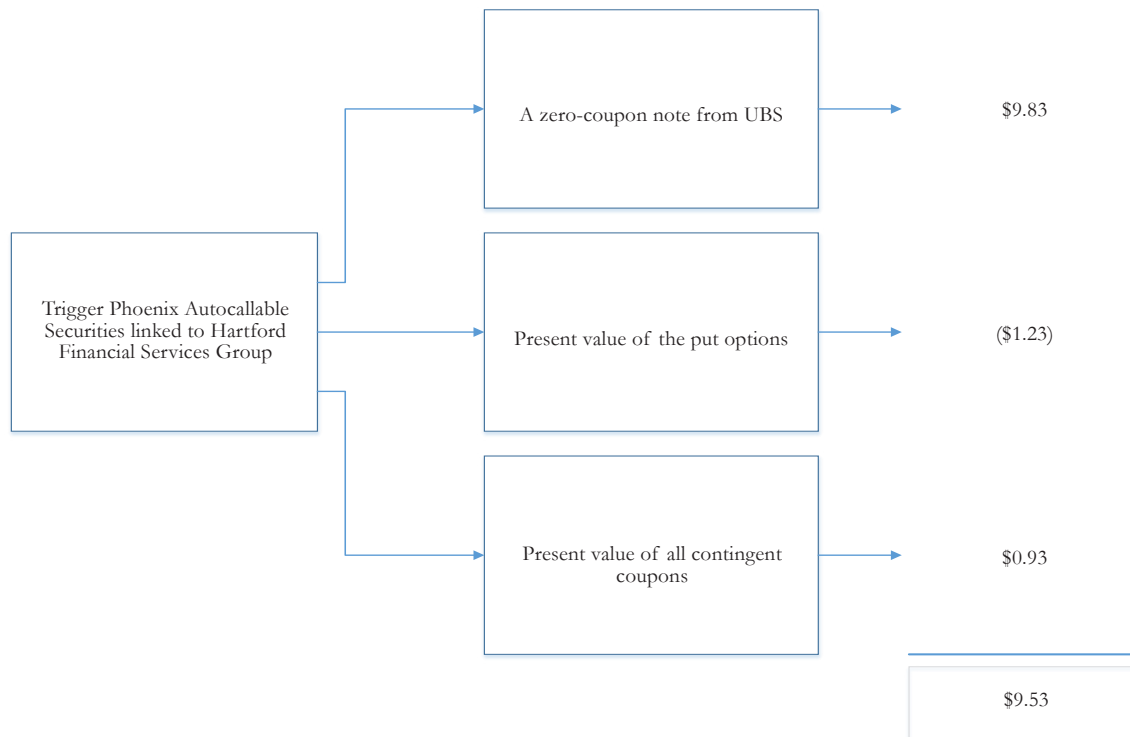 A zero-coupon note from UBS
$9.83
Trigger Phoenix Autocallable
Securities linked to Hartford
Financial Services Group
Present value of the put options
($1.23)
Present value of all contingent
coupons
$0.93
$9.53